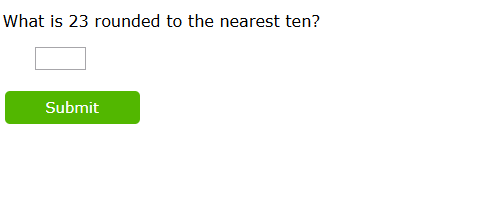 What is 23 rounded to the nearest ten?
Submit